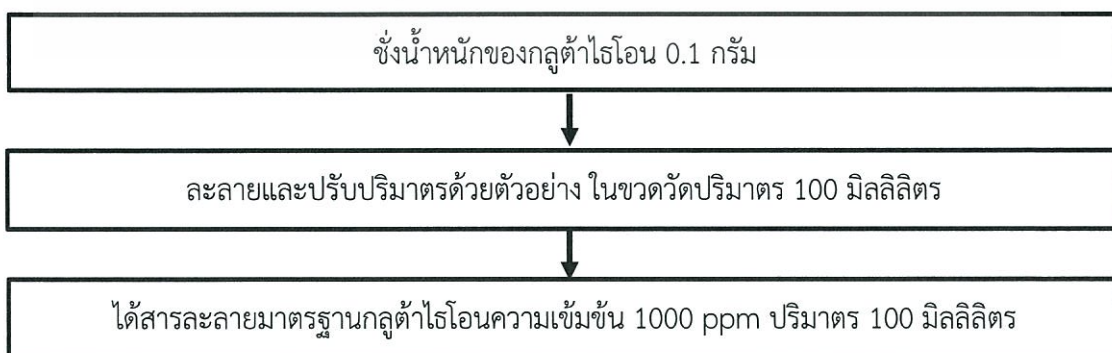 ชั่งน้ำหนักของกลูต้าไธโอน 0.1 กรัม
ละลายและปรับปริมาตรด้วยตัวอย่าง ในขวดวัดปริมาตร 100 มิลลิลิตร
ได้สารละลายมาตรฐานกลูต้าไธโอนความเข้มข้น 1000 ppm ปริมาตร 100 มิลลิลิตร